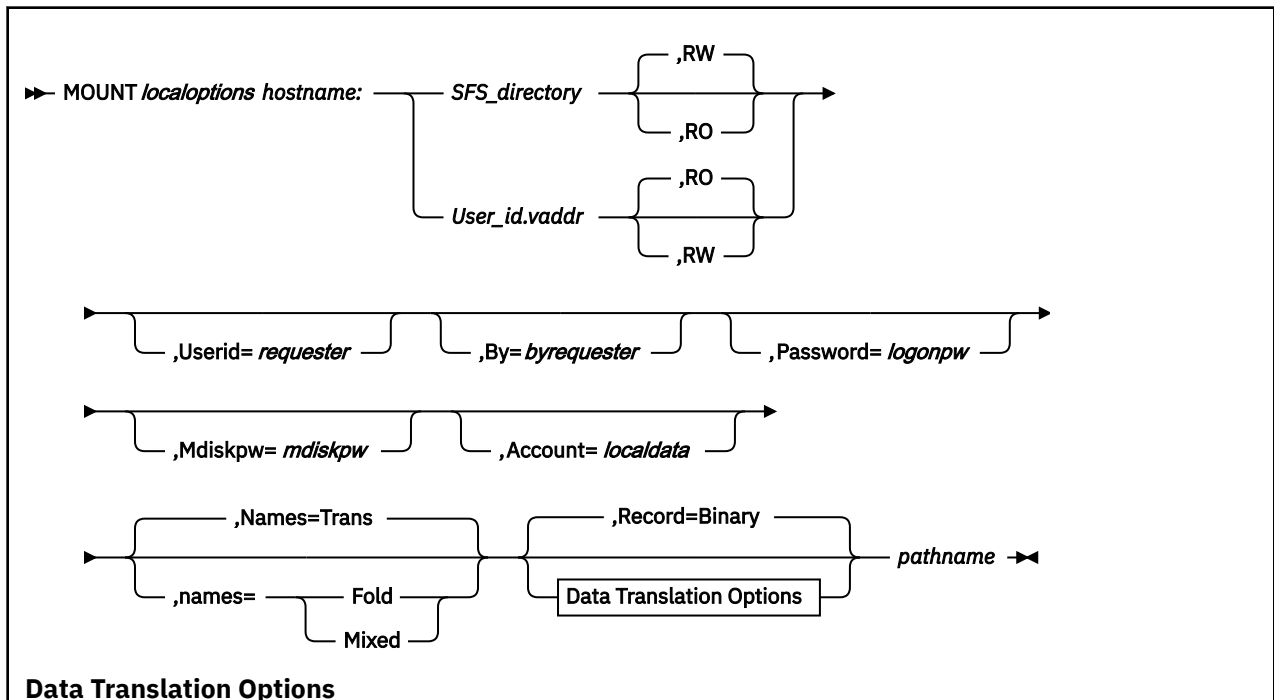 ,RW
MOUNT localoptions hostname: SFS_directory
,RO
,RO
User_id.vaddr
,RW
,Userid= requester ,By= byrequester ,Password= logonpw
,Mdiskpw= mdiskpw ,Account= localdata
,Names=Trans ,Record=Binary
pathname
,names= Fold Data Translation Options
Mixed
Data Translation Options